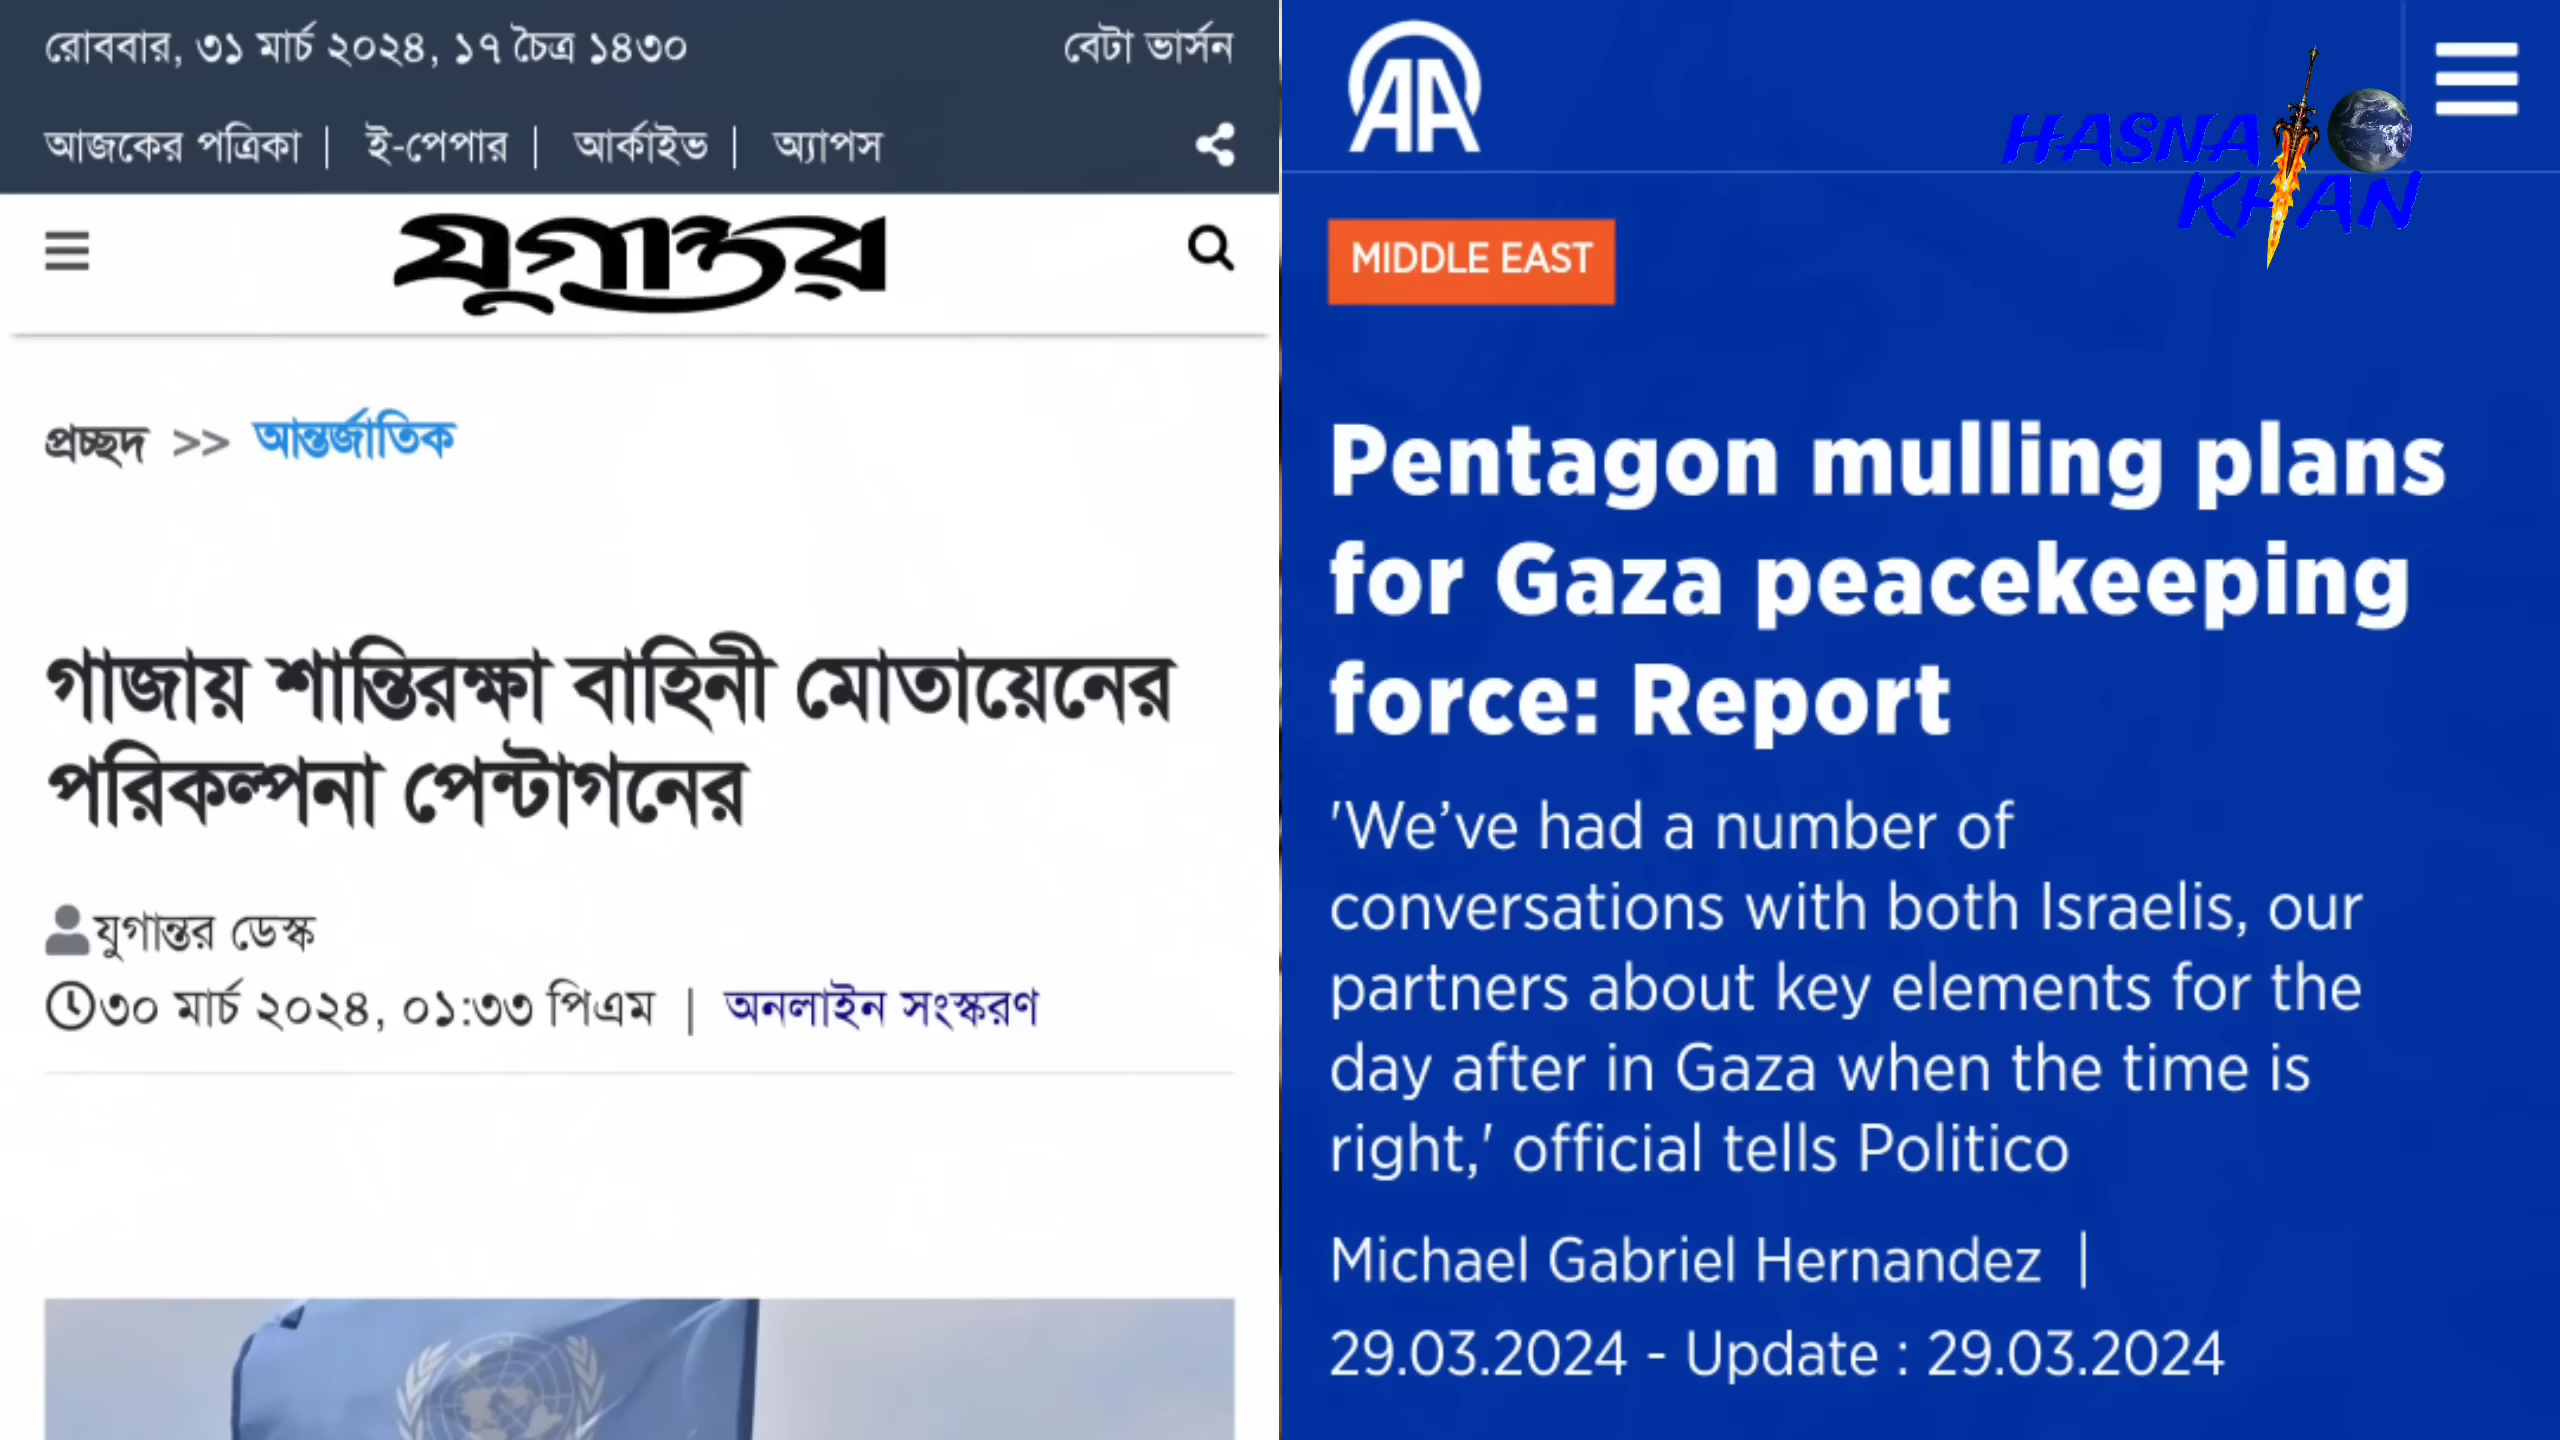 রোববার, ৩১ মার্চ ২০২৪, ১৭ চৈত্র ১৪৩০
বেটা ভার্সন
আজকের পত্রিকা | ই-পেপার | আর্কাইভ | অ্যাপস
যুগান্তর
প্রচ্ছদ >> আন্তর্জাতিক
গাজায় শান্তিরক্ষা বাহিনী মোতায়েনের
পরিকল্পনা পেন্টাগনের
যুগান্তর ডেস্ক
৩০ মার্চ ২০২৪, ০১:৩৩ পিএম | অনলাইন সংস্করণ
AA
HASNA
KHAN
MIDDLE EAST
Pentagon mulling plans
for Gaza peacekeeping
force: Report
'We’ve had a number of
conversations with both Israelis, our
partners about key elements for the
day after in Gaza when the time is
right,' official tells Politico
Michael Gabriel Hernandez |
29.03.2024 - Update : 29.03.2024